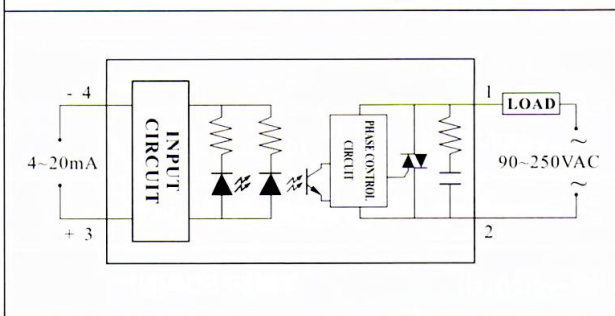 - 4
4~20mA
+ 3
INPUT
CIRCUIT
PHASE CONTROL
CIRCUIT
1
LOAD
~
90~250VAC
~
2